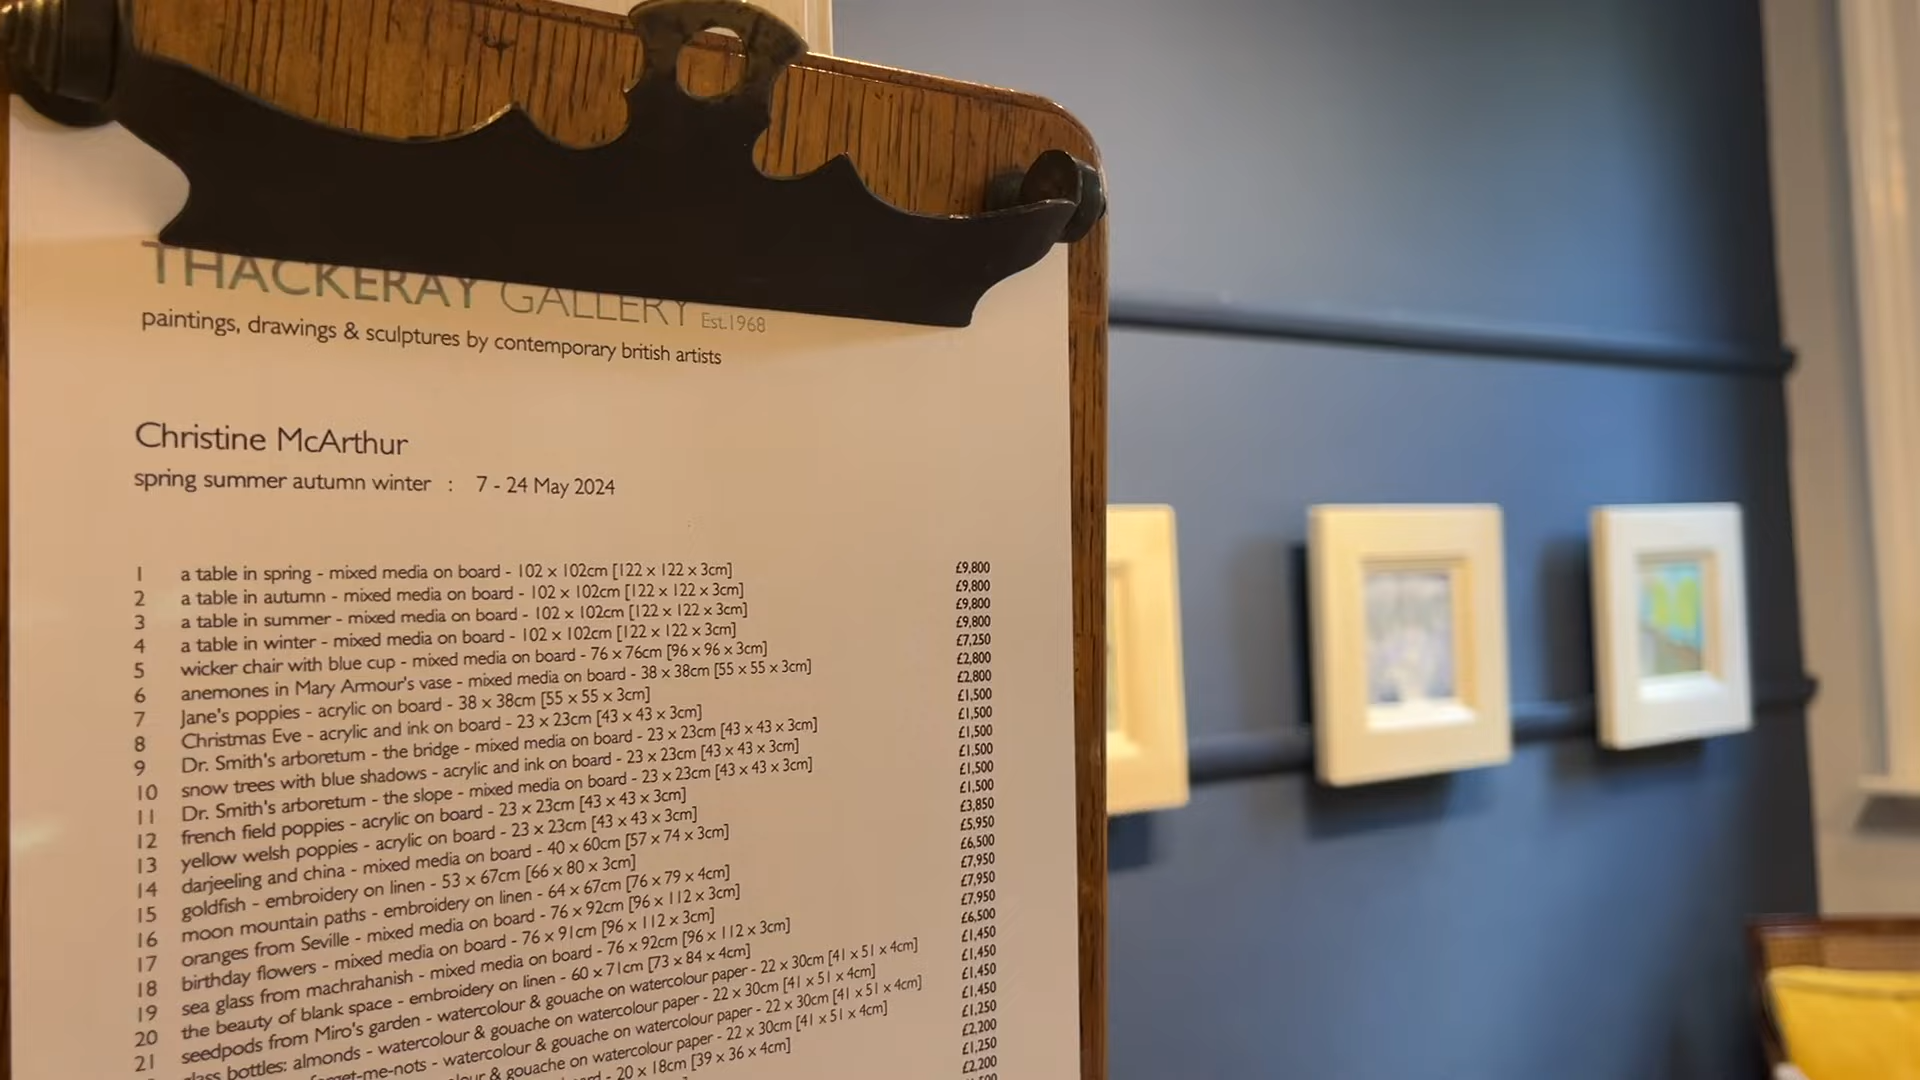 THACKERAY GALLERY Est.1968
paintings, drawings & sculptures by contemporary british artists
Christine McArthur
spring summer autumn winter : 7 - 24 May 2024
1 a table in spring - mixed media on board - 102 x 102cm [122 x 122 x 3cm] £9,800
2 a table in autumn - mixed media on board - 102 x 102cm [122 x 122 x 3cm] £9,800
3 a table in summer - mixed media on board - 102 x 102cm [122 x 122 x 3cm] £9,800
4 a table in winter - mixed media on board - 102 x 102cm [122 x 122 x 3cm] £9,800
5 wicker chair with blue cup - mixed media on board - 76 x 76cm [96 x 96 x 3cm] £7,250
6 anemones in Mary Armour's vase - mixed media on board - 38 x 38cm [55 x 55 x 3cm] £2,800
7 Jane's poppies - acrylic on board - 38 x 38cm [55 x 55 x 3cm] £2,800
8 Christmas Eve - acrylic and ink on board - 23 x 23cm [43 x 43 x 3cm] £1,500
9 Dr. Smith's arboretum - the bridge - mixed media on board - 23 x 23cm [43 x 43 x 3cm] £1,500
10 snow trees with blue shadows - acrylic and ink on board - 23 x 23cm [43 x 43 x 3cm] £1,500
11 Dr. Smith's arboretum - the slope - mixed media on board - 23 x 23cm [43 x 43 x 3cm] £1,500
12 french field poppies - acrylic on board - 23 x 23cm [43 x 43 x 3cm] £1,500
13 yellow welsh poppies - acrylic on board - 23 x 23cm [43 x 43 x 3cm] £1,500
14 darjeeling and china - mixed media on board - 40 x 60cm [57 x 74 x 3cm] £3,850
15 goldfish - embroidery on linen - 53 x 67cm [66 x 80 x 3cm] £5,950
16 moon mountain paths - embroidery on linen - 64 x 67cm [76 x 79 x 4cm] £6,500
17 oranges from Seville - mixed media on board - 76 x 92cm [96 x 112 x 3cm] £7,950
18 birthday flowers - mixed media on board - 76 x 91cm [96 x 112 x 3cm] £7,950
19 sea glass from machrahanish - mixed media on board - 76 x 92cm [96 x 112 x 3cm] £7,950
20 the beauty of blank space - embroidery on linen - 60 x 71cm [73 x 84 x 4cm] £6,500
21 seedpods from Miro's garden - watercolour & gouache on watercolour paper - 22 x 30cm [41 x 51 x 4cm] £1,450
glass bottles: almonds - watercolour & gouache on watercolour paper - 22 x 30cm [41 x 51 x 4cm] £1,450
forget-me-nots - watercolour & gouache on watercolour paper - 22 x 30cm [41 x 51 x 4cm] £1,450
& gouache on watercolour paper - 22 x 30cm [41 x 51 x 4cm] £1,250
- 20 x 18cm [39 x 36 x 4cm] £2,200
£1,250
£2,200